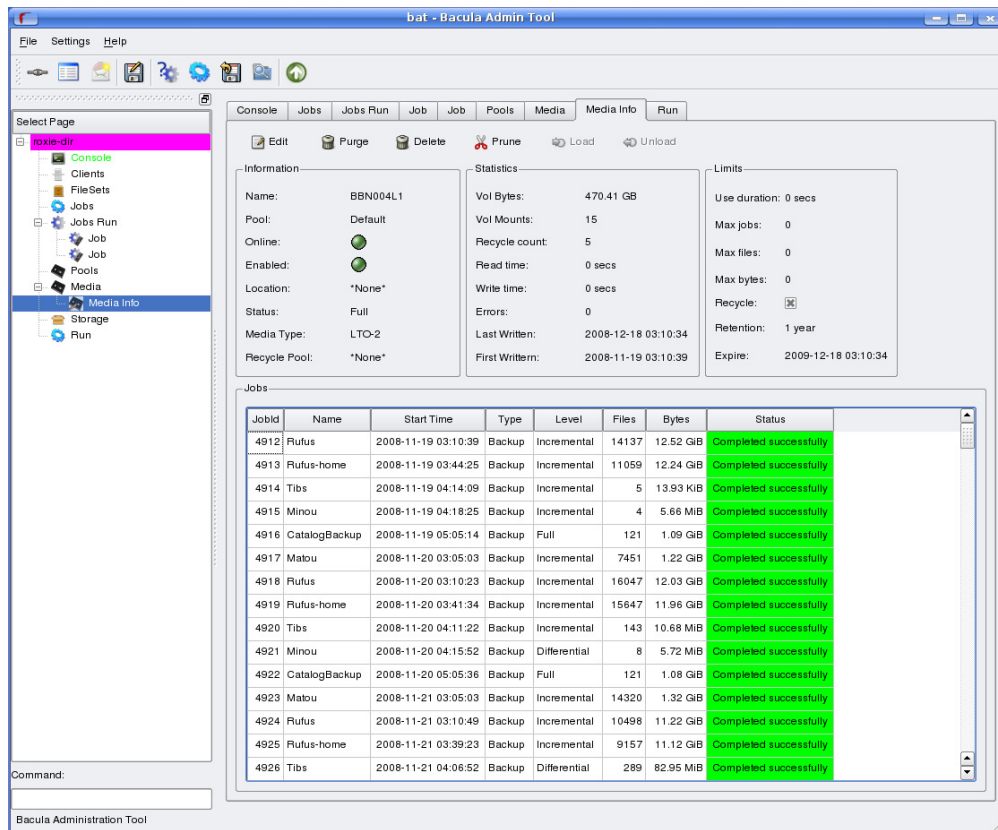 bat - Bacula Admin Tool
File Settings Help
Select Page
roxie-dir
Console
Clients
FileSets
Jobs
Jobs Run
Job
Job
Pools
Media
Media Info
Storage
Run
Command:
Bacula Administration Tool
Console Jobs Jobs Run Job Job Pools Media Media Info Run
Edit Purge Delete Prune Load Unload
Information
Name: BBN004L1
Pool: Default
Online:
Enabled:
Location: *None*
Status: Full
Media Type: LTO-2
Recycle Pool: *None*
Statistics
Vol Bytes: 470.41 GB
Vol Mounts: 15
Recycle count: 5
Read time: 0 secs
Write time: 0 secs
Errors: 0
Last Written: 2008-12-18 03:10:34
First Writtern: 2008-11-19 03:10:39
Limits
Use duration: 0 secs
Max jobs: 0
Max files: 0
Max bytes: 0
Recycle:
Retention: 1 year
Expire: 2009-12-18 03:10:34
Jobs
JobId Name Start Time Type Level Files Bytes Status
4912 Rufus 2008-11-19 03:10:39 Backup Incremental 14137 12.52 GiB Completed successfully
4913 Rufus-home 2008-11-19 03:44:25 Backup Incremental 11059 12.24 GiB Completed successfully
4914 Tibs 2008-11-19 04:14:09 Backup Incremental 5 13.93 KiB Completed successfully
4915 Minou 2008-11-19 04:18:25 Backup Incremental 4 5.66 MiB Completed successfully
4916 CatalogBackup 2008-11-19 05:05:14 Backup Full 121 1.09 GiB Completed successfully
4917 Matou 2008-11-20 03:05:03 Backup Incremental 7451 1.22 GiB Completed successfully
4918 Rufus 2008-11-20 03:10:23 Backup Incremental 16047 12.03 GiB Completed successfully
4919 Rufus-home 2008-11-20 03:41:34 Backup Incremental 15647 11.96 GiB Completed successfully
4920 Tibs 2008-11-20 04:11:22 Backup Incremental 143 10.68 MiB Completed successfully
4921 Minou 2008-11-20 04:15:52 Backup Differential 8 5.72 MiB Completed successfully
4922 CatalogBackup 2008-11-20 05:05:36 Backup Full 121 1.08 GiB Completed successfully
4923 Matou 2008-11-21 03:05:03 Backup Incremental 14320 1.32 GiB Completed successfully
4924 Rufus 2008-11-21 03:10:49 Backup Incremental 10498 11.22 GiB Completed successfully
4925 Rufus-home 2008-11-21 03:39:23 Backup Incremental 9157 11.12 GiB Completed successfully
4926 Tibs 2008-11-21 04:06:52 Backup Differential 289 82.95 MiB Completed successfully